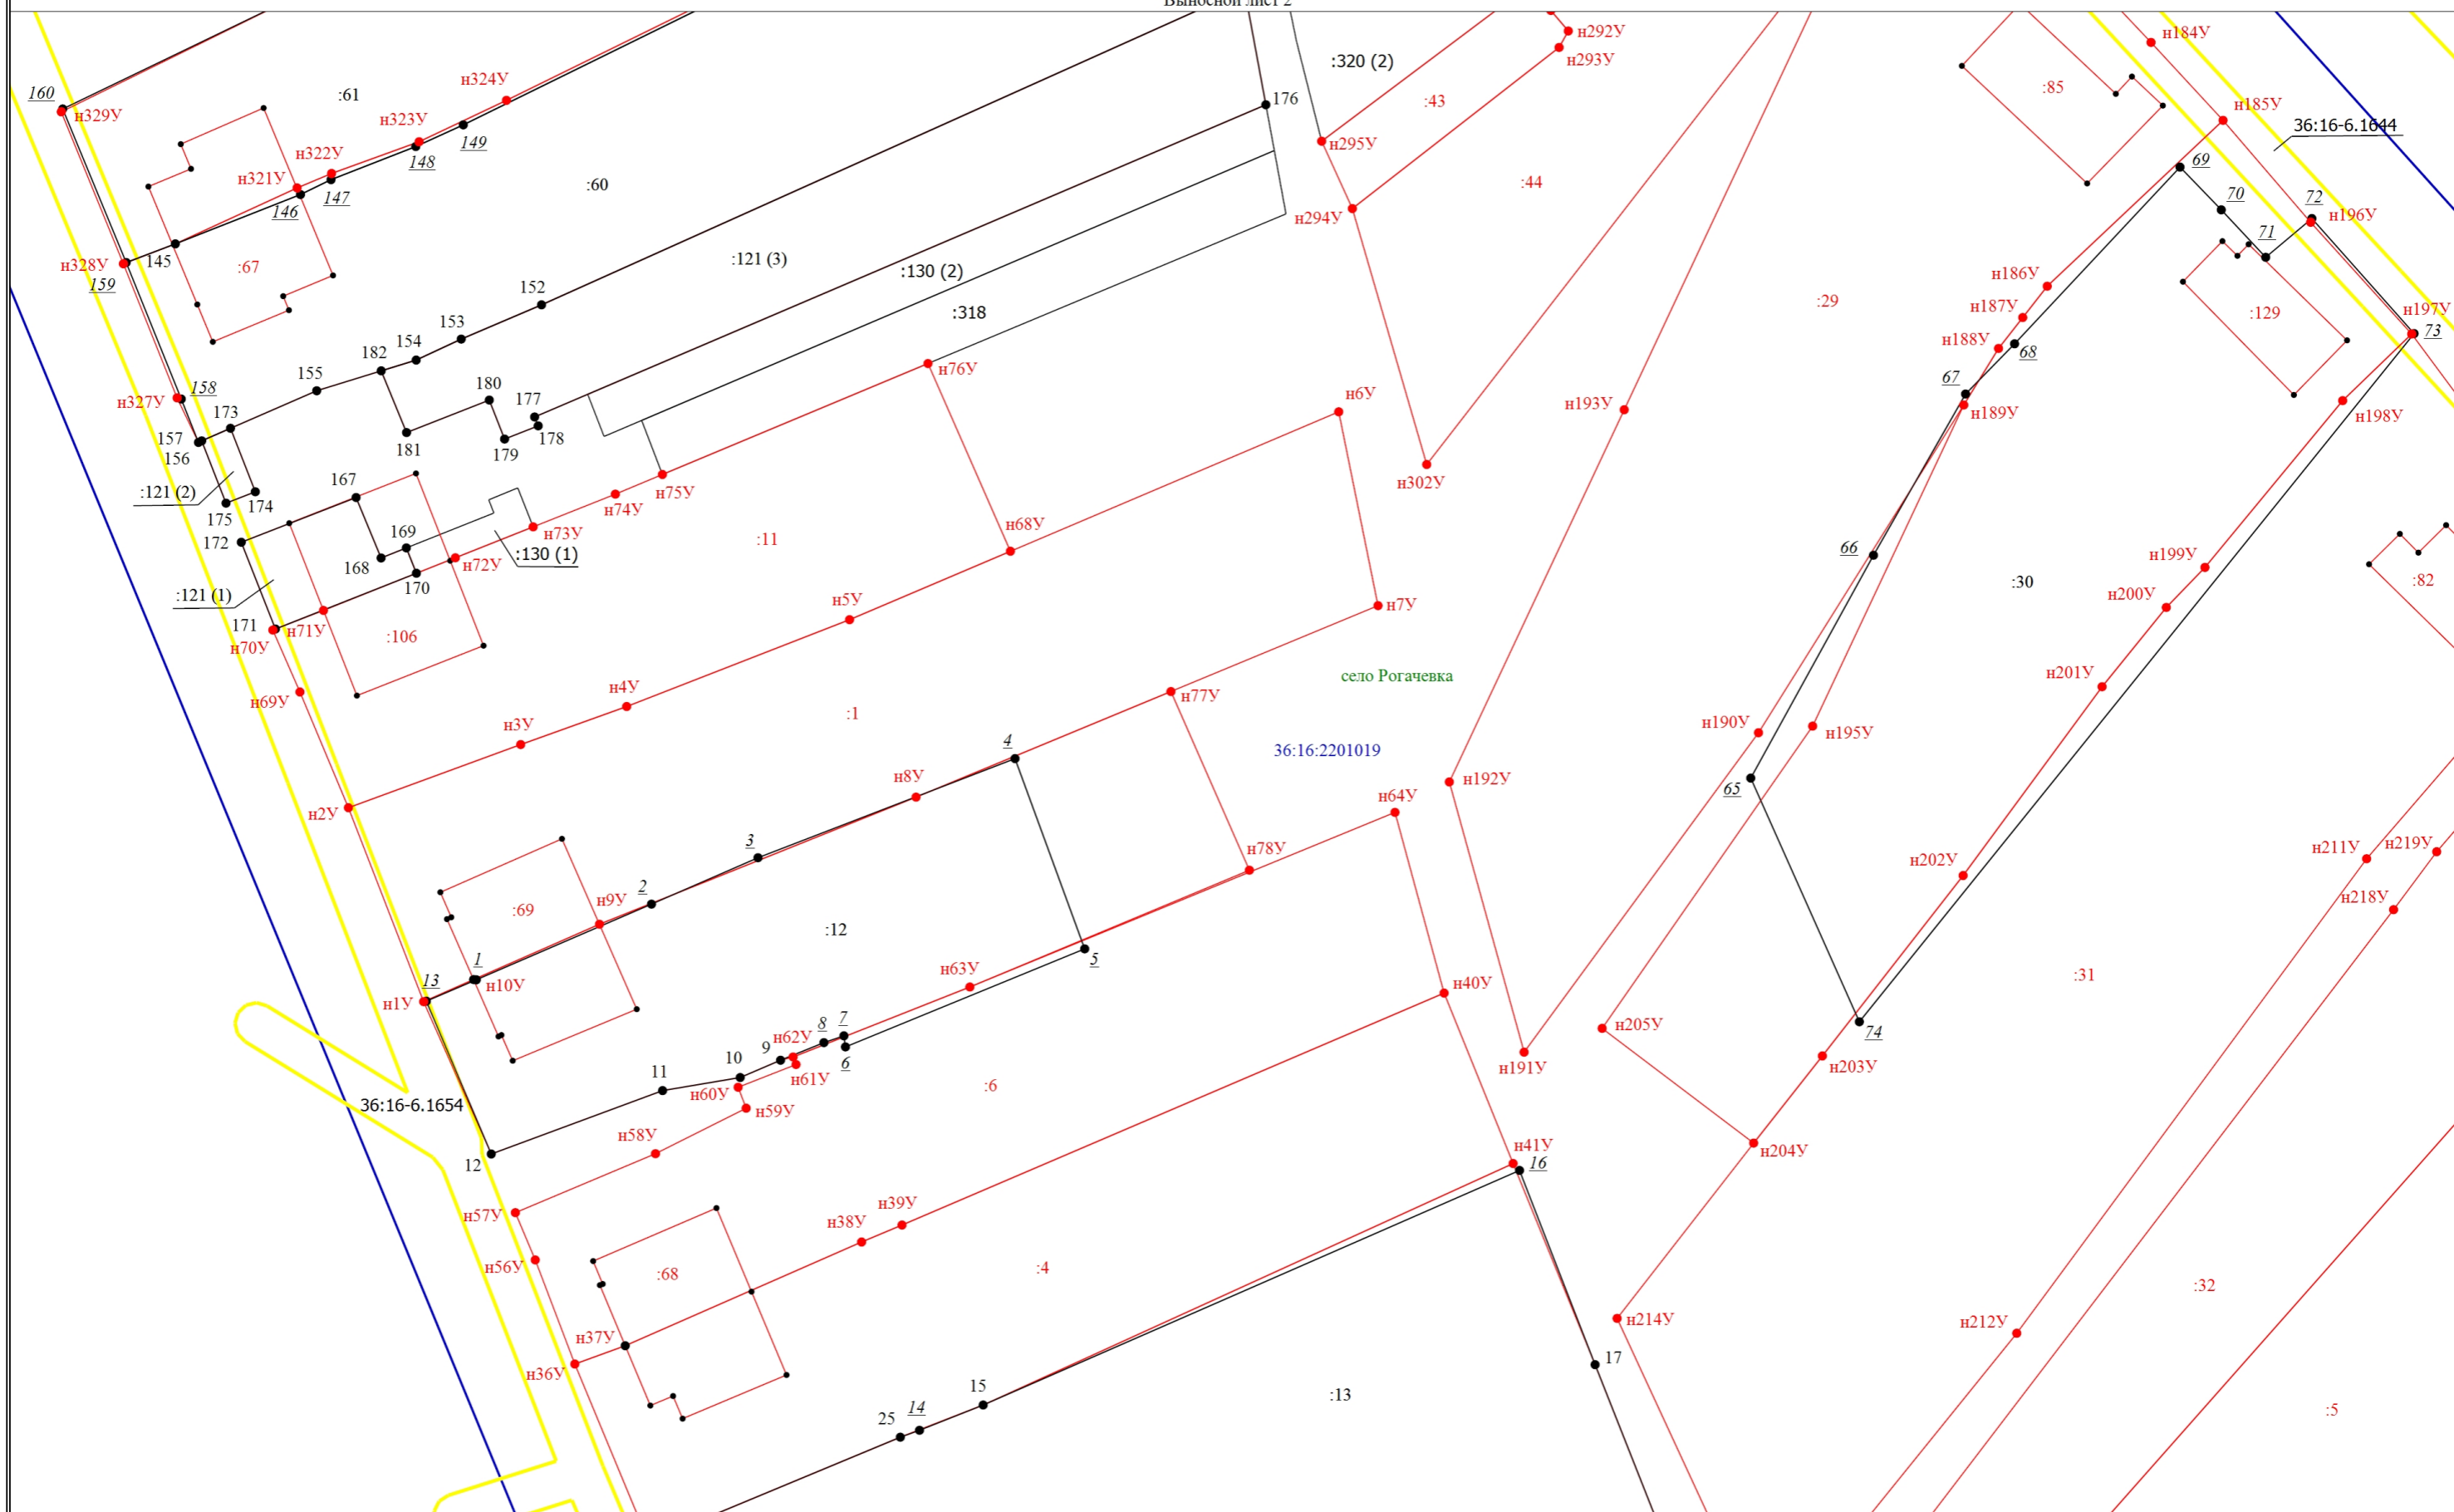 Выносной лист 2
н292У
н184У
:320 (2)
н293У
н324У
:85
160
:61
176
:43
н185У
н329У
н323У
36:16-6.1644
149
н295У
н322У
148
69
н321У
147
:60
:44
70
146
н294У
72
н196У
71
145
н328У
:67
:121 (3)
:130 (2)
159
н186У
152
:29
н187У
:129
:318
153
н197У
154
н188У
73
182
68
158
155
180
н76У
67
н6У
н327У
173
177
н193У
н189У
н198У
157
156
181
179
178
167
н302У
:121 (2)
175
174
н75У
н74У
н68У
172
169
н73У
:11
66
н199У
168
н72У
:130 (1)
:82
:30
170
:121 (1)
н200У
н5У
н7У
171
н71У
:106
н70У
село Рогачевка
н201У
н4У
н69У
н77У
:1
н3У
н190У
н195У
4
36:16:2201019
н8У
н192У
65
н2У
н64У
3
н78У
н211У
н219У
н202У
2
н218У
н9У
:69
:12
1
н63У
5
:31
13
н10У
н40У
н1У
8
7
н205У
74
н62У
9
10
6
н203У
11
н61У
н191У
н60У
:6
36:16-6.1654
н59У
н58У
н41У
н204У
12
16
н39У
н57У
н38У
:4
н56У
:68
:32
н214У
н212У
н37У
17
н36У
15
:13
14
25
:5